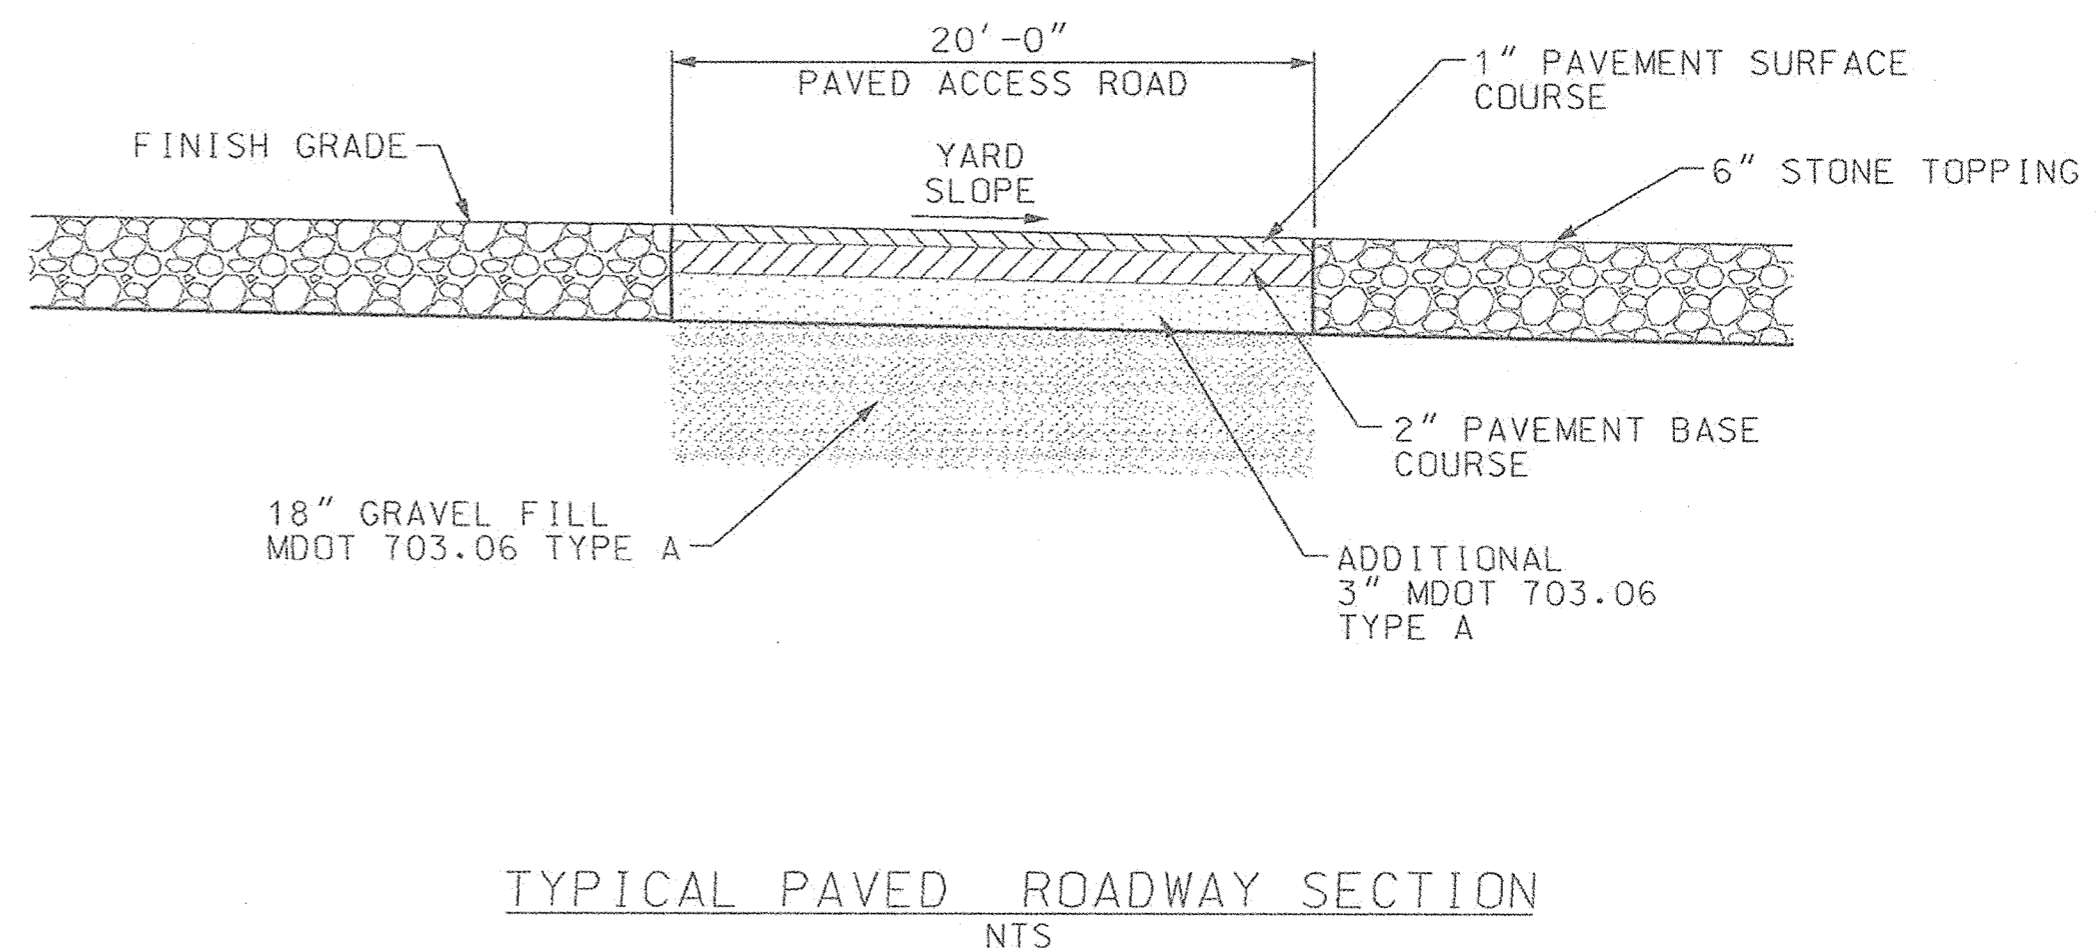 20'-0"
PAVED ACCESS ROAD
1" PAVEMENT SURFACE
COURSE
FINISH GRADE
YARD
SLOPE
6" STONE TOPPING
2" PAVEMENT BASE
COURSE
18" GRAVEL FILL
MDOT 703.06 TYPE A
ADDITIONAL
3" MDOT 703.06
TYPE A
TYPICAL PAVED ROADWAY SECTION
NTS